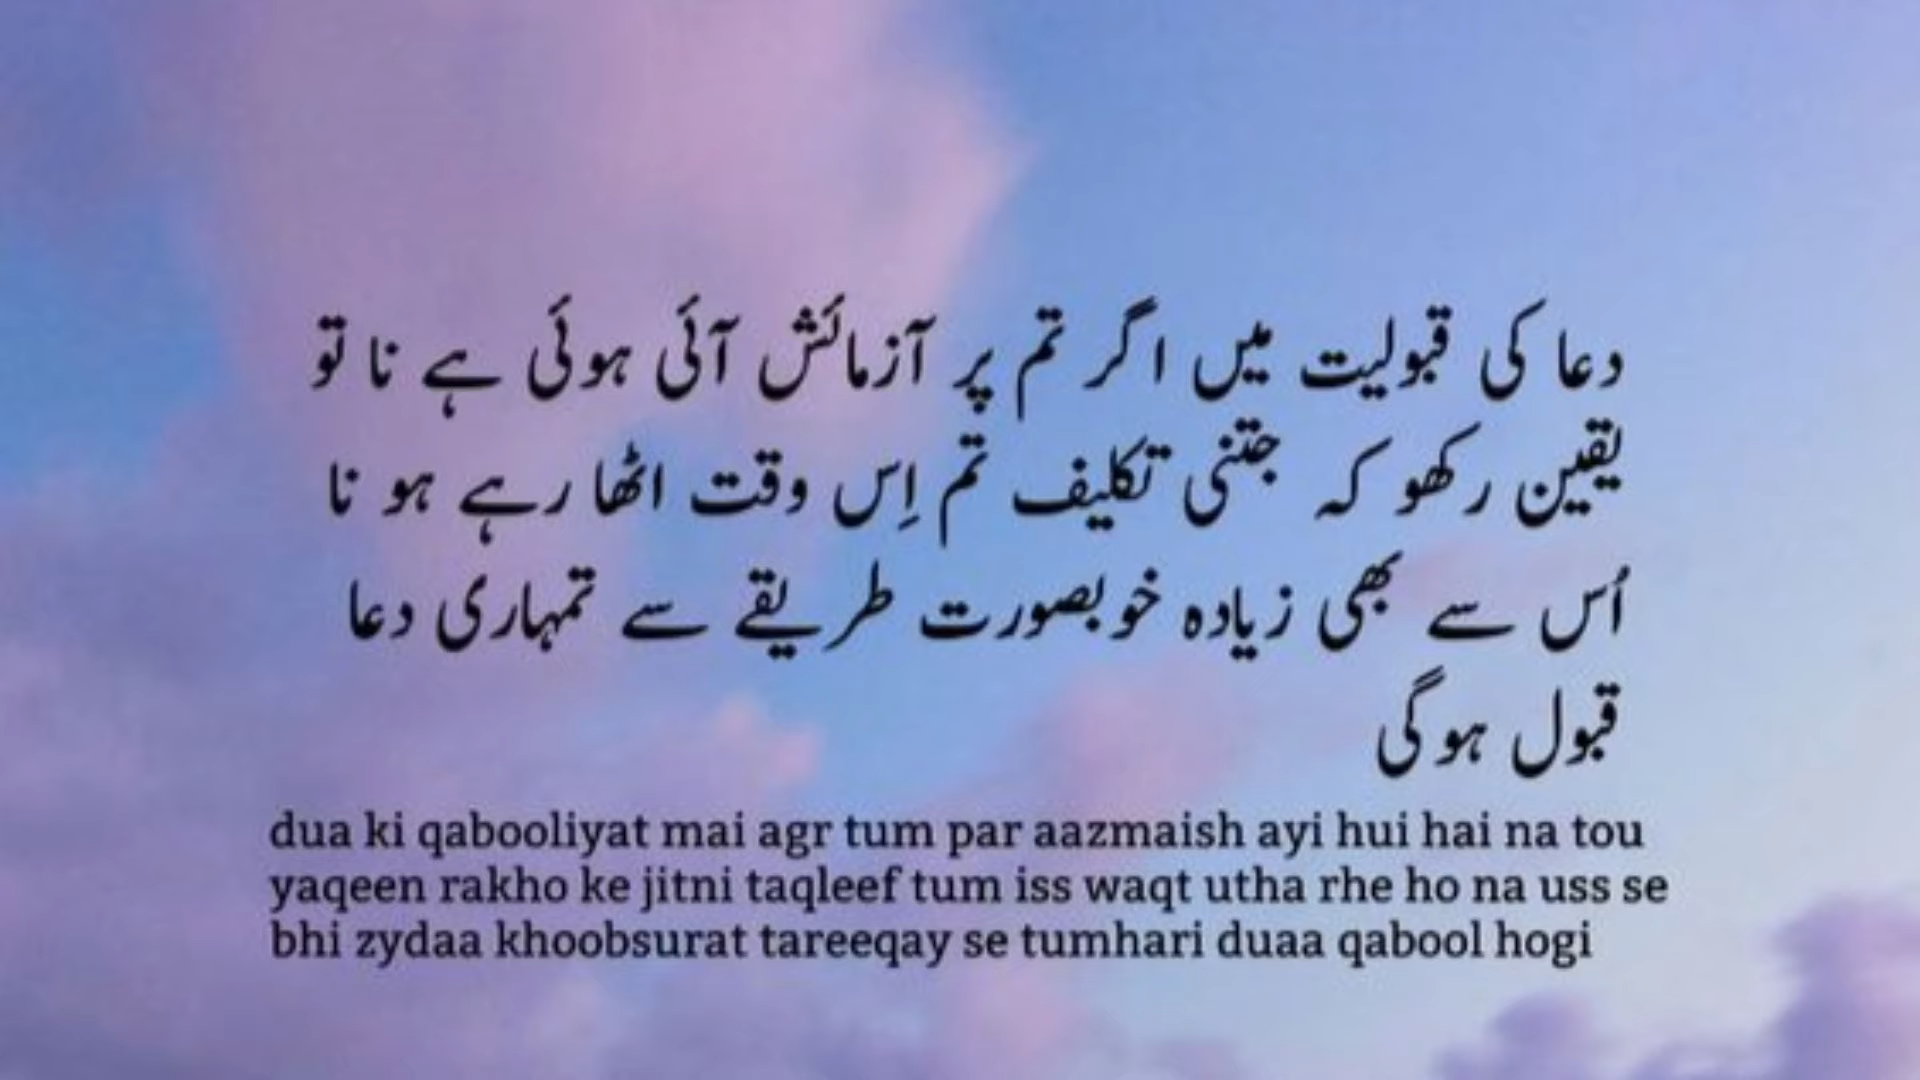 دعا کی قبولیت میں اگر تم پر آزمائش آئی ہوئی ہے نا تو
یقین رکھو کہ جتنی تکلیف تم اِس وقت اٹھا رہے ہو نا
اُس سے بھی زیادہ خوبصورت طریقے سے تمہاری دعا
قبول ہوگی
dua ki qabooliyat mai agr tum par aazmaish ayi hui hai na tou
yaqeen rakho ke jitni taqleef tum iss waqt utha rhe ho na uss se
bhi zydaa khoobsurat tareeqay se tumhari duaa qabool hogi